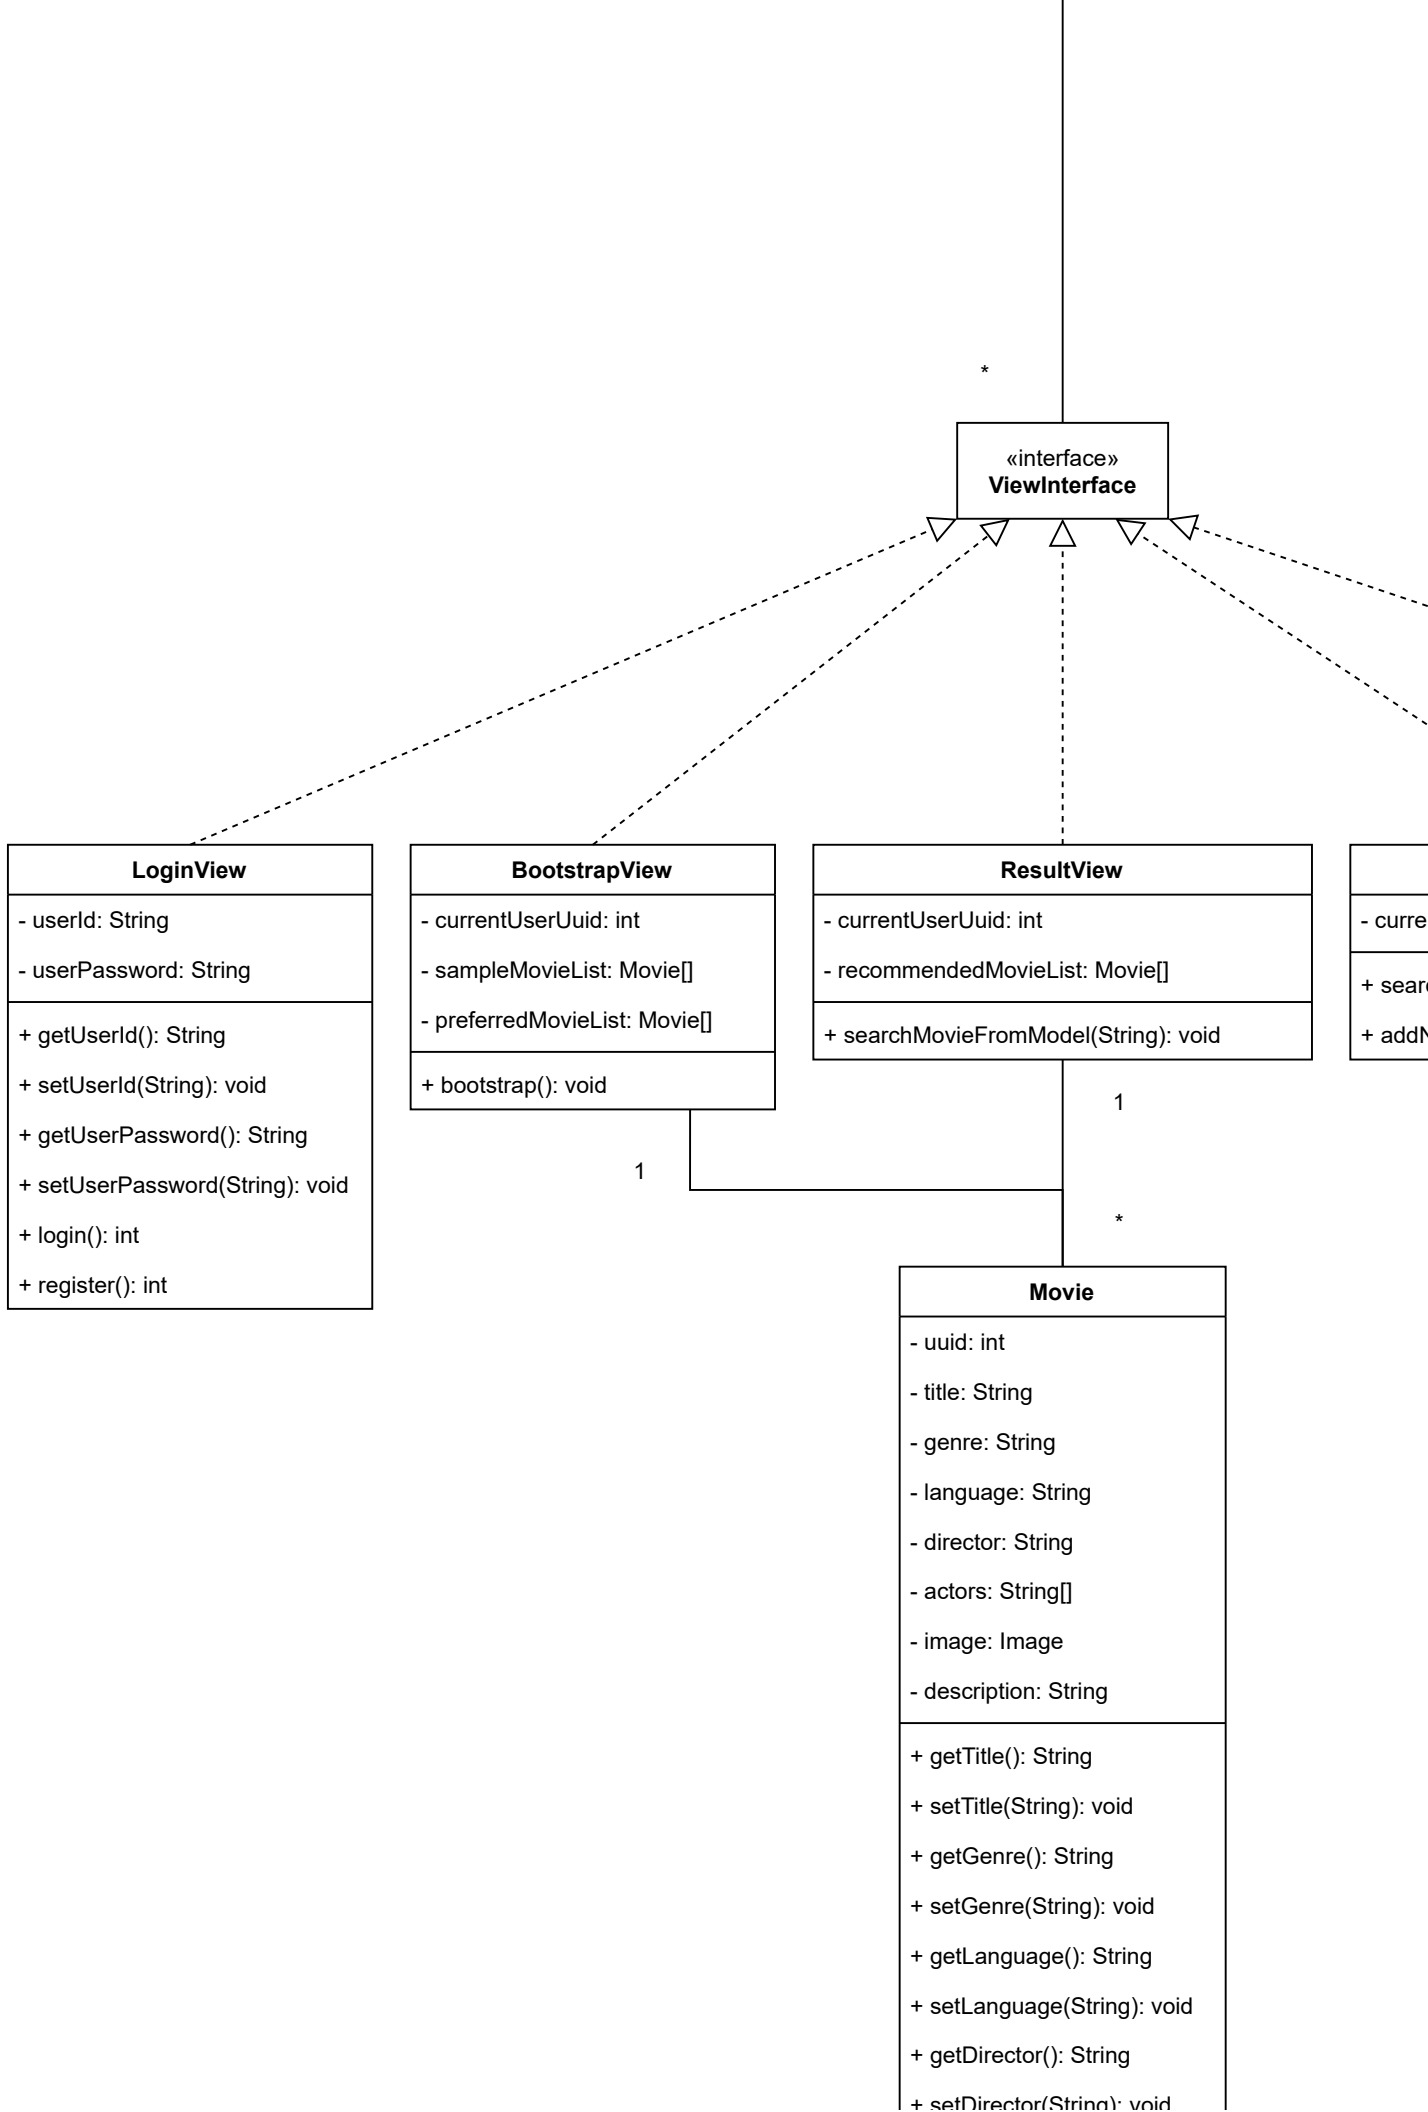 *
«interface»
ViewInterface
LoginView
- userId: String
- userPassword: String
+ getUserId(): String
+ setUserId(String): void
+ getUserPassword(): String
+ setUserPassword(String): void
+ login(): int
+ register(): int
BootstrapView
- currentUserUuid: int
- sampleMovieList: Movie[]
- preferredMovieList: Movie[]
+ bootstrap(): void
ResultView
- currentUserUuid: int
- recommendedMovieList: Movie[]
+ searchMovieFromModel(String): void
1
1
*
Movie
- uuid: int
- title: String
- genre: String
- language: String
- director: String
- actors: String[]
- image: Image
- description: String
+ getTitle(): String
+ setTitle(String): void
+ getGenre(): String
+ setGenre(String): void
+ getLanguage(): String
+ setLanguage(String): void
+ getDirector(): String
+ setDirector(String): void